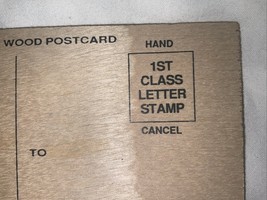 WOOD POSTCARD
HAND
1ST
CLASS
LETTER
STAMP
CANCEL
TO